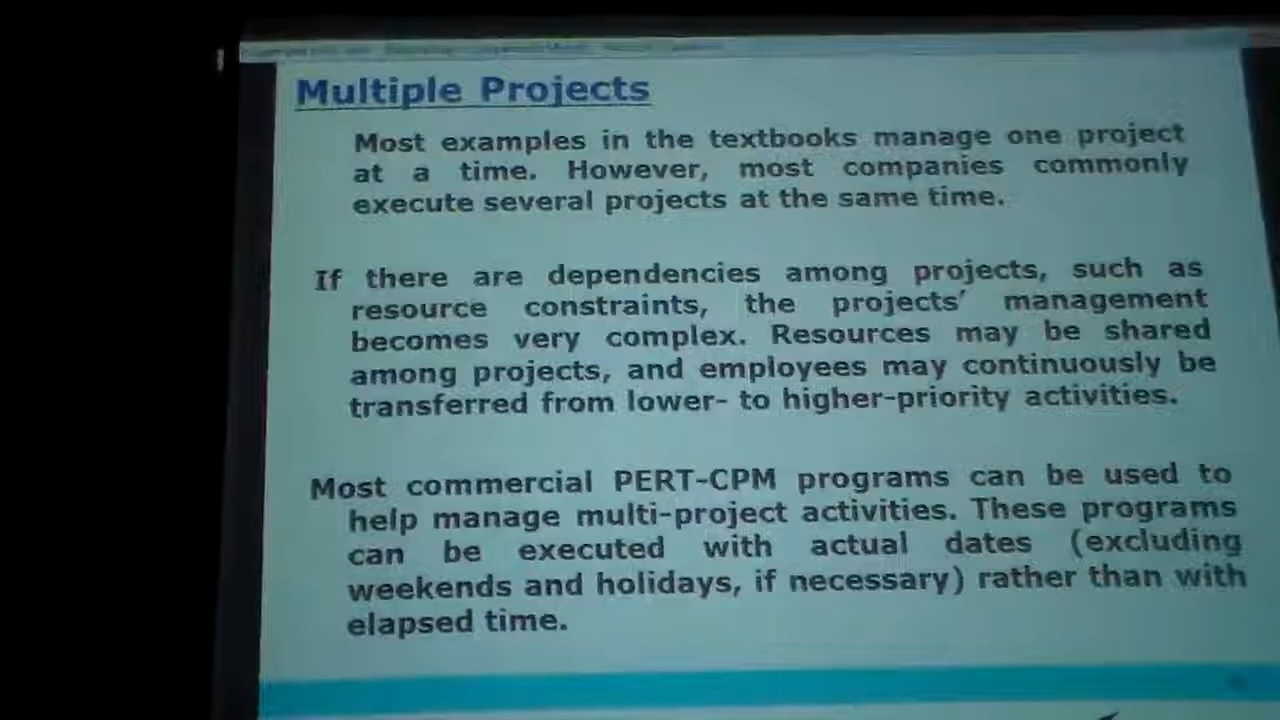 Multiple Projects
Most examples in the textbooks manage one project
at a time. However, most companies commonly
execute several projects at the same time.
If there are dependencies among projects, such as
resource constraints, the projects' management
becomes very complex. Resources may be shared
among projects, and employees may continuously be
transferred from lower- to higher-priority activities.
Most commercial PERT-CPM programs can be used to
help manage multi-project activities. These programs
can be executed with actual dates (excluding
weekends and holidays, if necessary) rather than with
elapsed time.